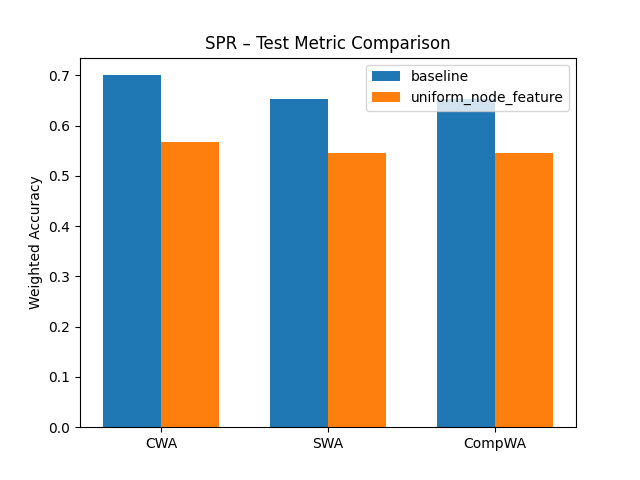 SPR – Test Metric Comparison
baseline
uniform_node_feature
Weighted Accuracy
0.7
0.6
0.5
0.4
0.3
0.2
0.1
0.0
CWA SWA CompWA